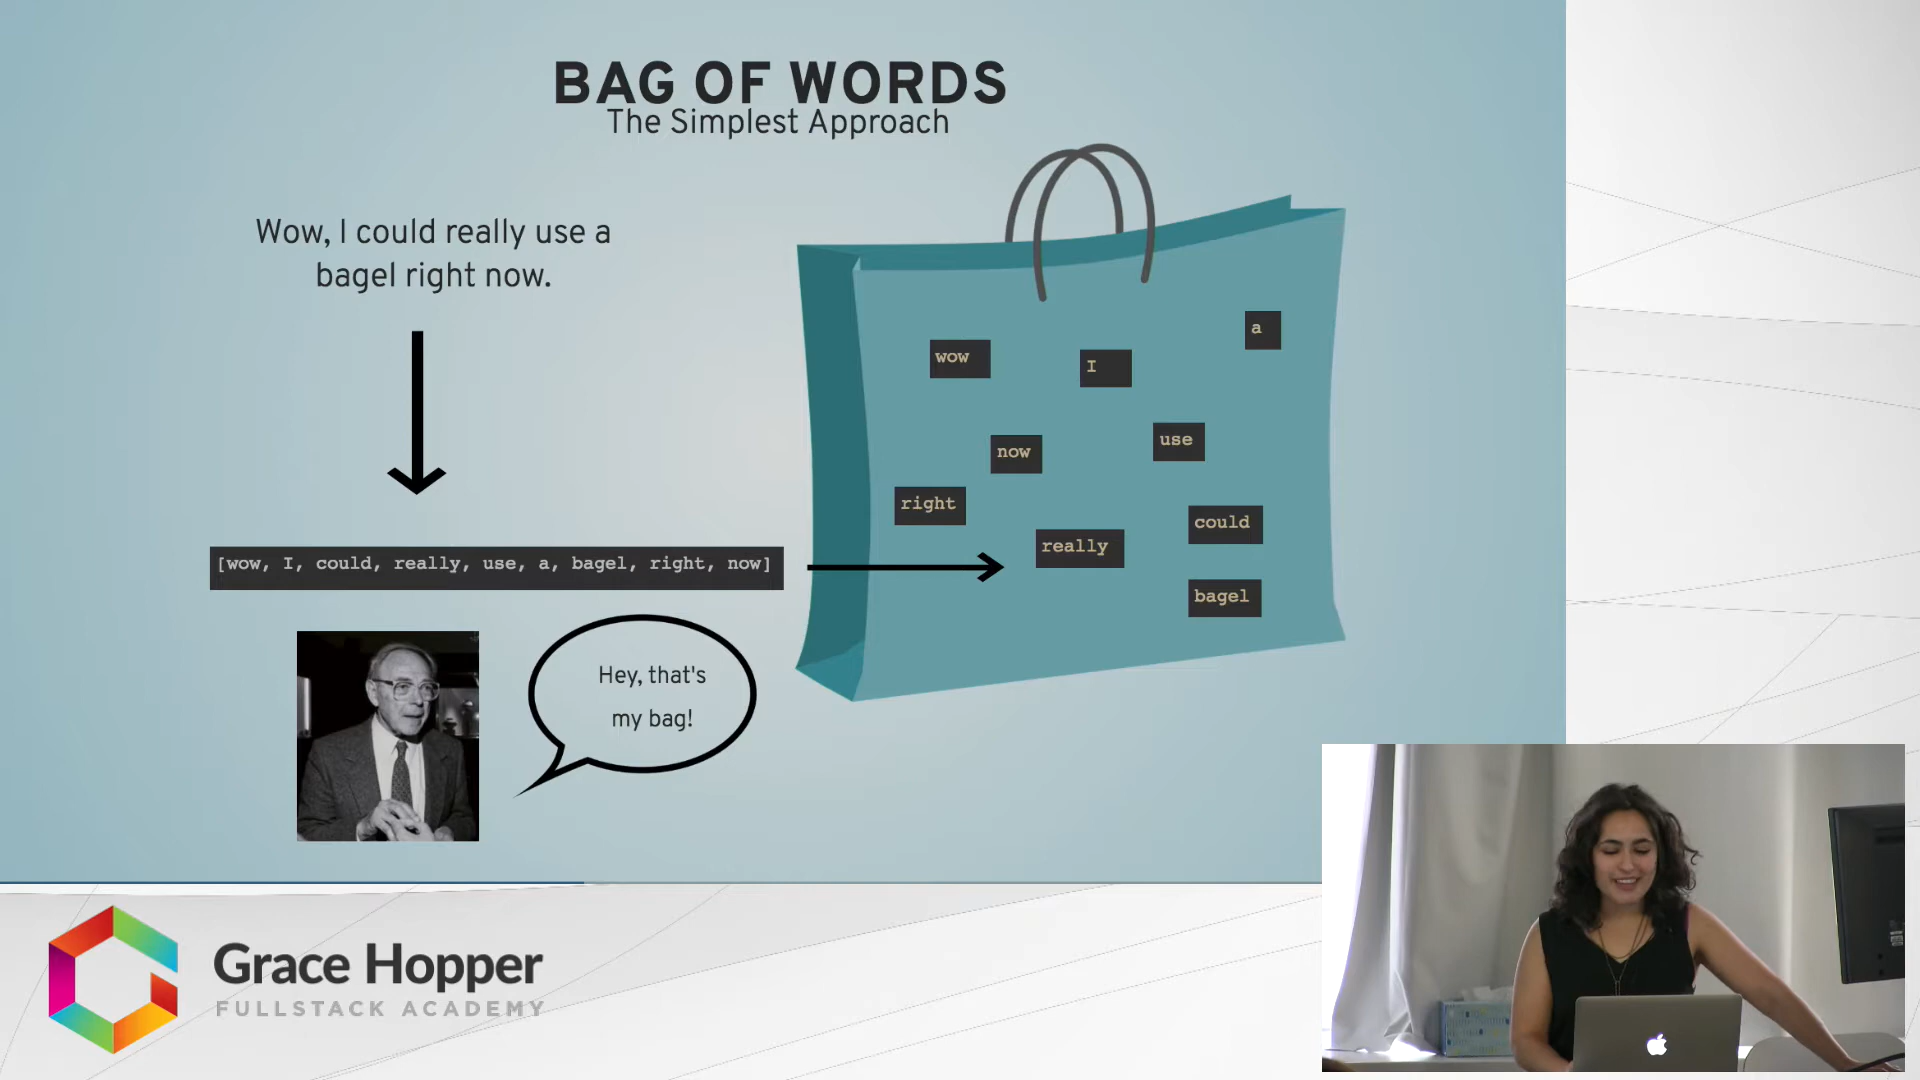 BAG OF WORDS
The Simplest Approach
Wow, I could really use a
bagel right now.
[wow, I, could, really, use, a, bagel, right, now]
wow
I
a
now
use
right
could
really
bagel
Hey, that's
my bag!
Grace Hopper
FULLSTACK ACADEMY